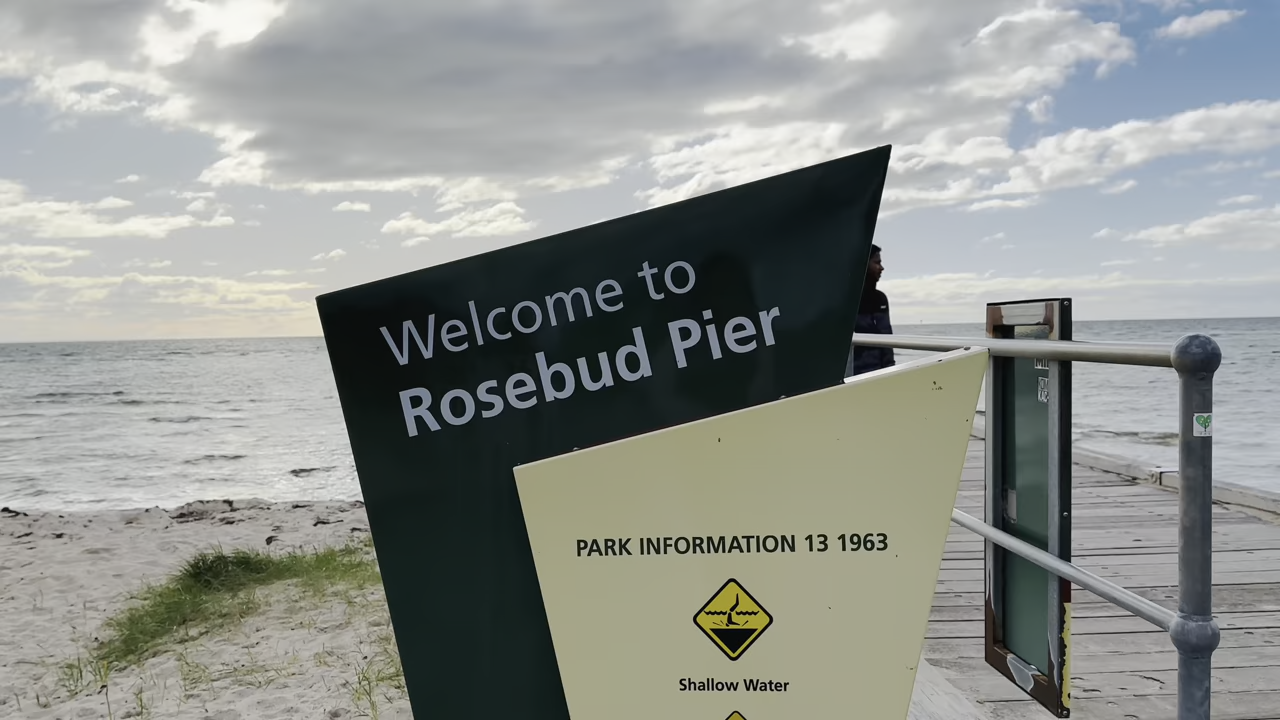 Welcome to
Rosebud Pier
PARK INFORMATION 13 1963
Shallow Water